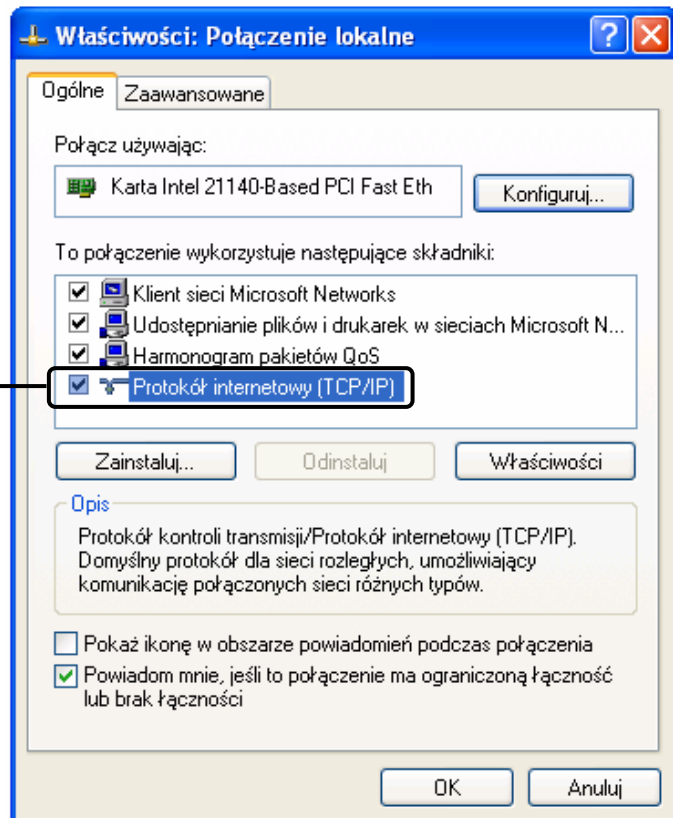 Właściwości: Połączenie lokalne
Ogólne
Zaawansowane
Połącz używając:
Karta Intel 21140-Based PCI Fast Eth
Konfiguruj...
To połączenie wykorzystuje następujące składniki:
Klient sieci Microsoft Networks
Udostępnianie plików i drukarek w sieciach Microsoft N...
Harmonogram pakietów QoS
Protokół internetowy (TCP/IP)
Zainstaluj...
Odinstaluj
Właściwości
Opis
Protokół kontroli transmisji/Protokół internetowy (TCP/IP).
Domyślny protokół dla sieci rozległych, umożliwiający
komunikację połączonych sieci różnych typów.
Pokaż ikonę w obszarze powiadomień podczas połączenia
Powiadom mnie, jeśli to połączenie ma ograniczoną łączność
lub brak łączności
OK
Anuluj